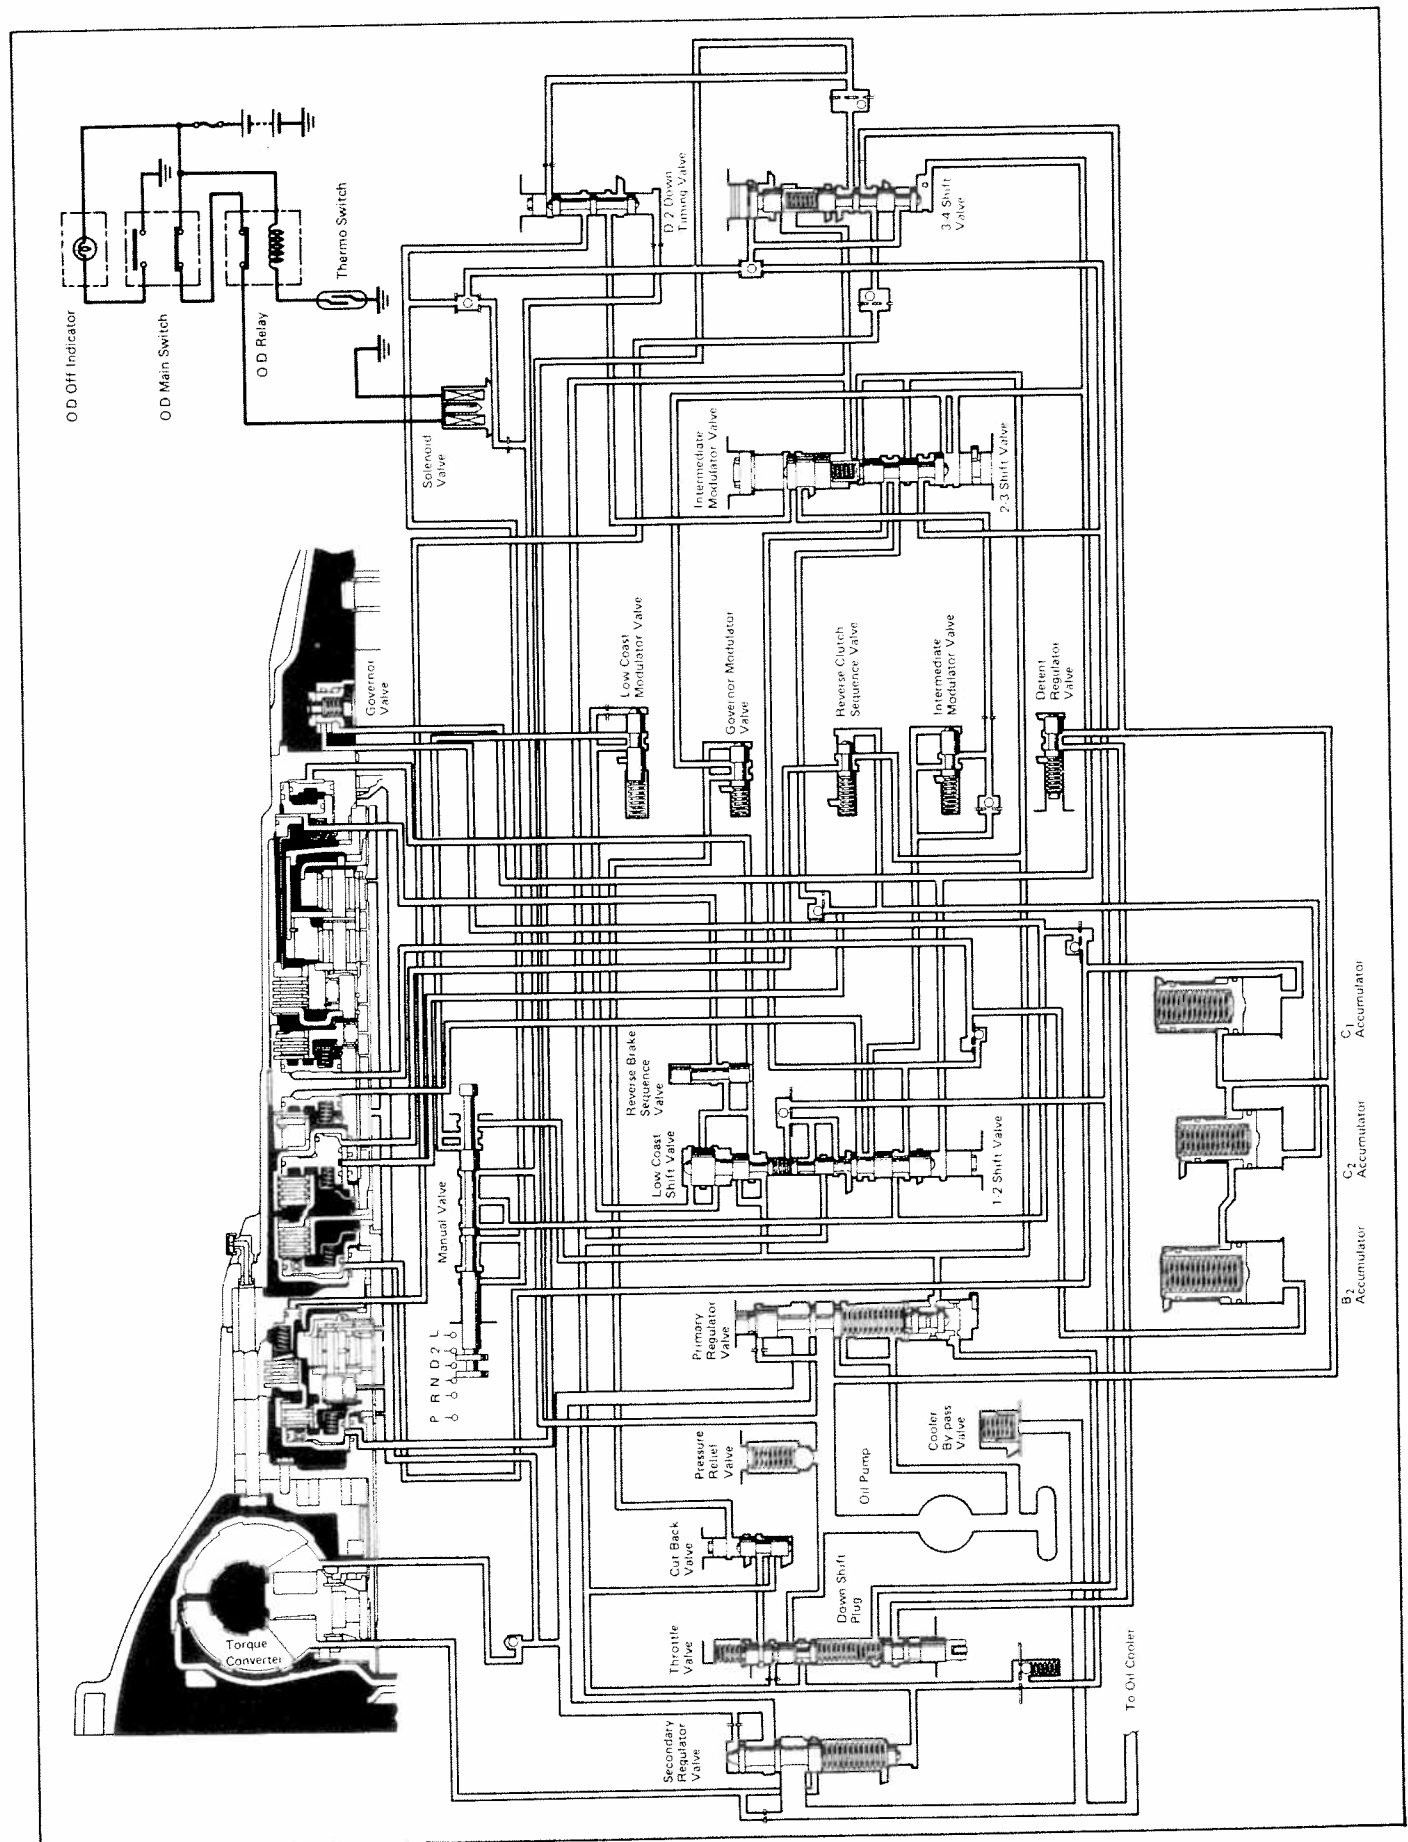 O D Off Indicator
O D Main Switch
O D Relay
Thermo Switch
Solenoid
Valve
D-2 Down
Timing Valve
3-4 Shift
Valve
Intermediate
Modulator Valve
2-3 Shift Valve
Governor
Valve
Low Coast
Modulator Valve
Governor Modulator
Valve
Reverse Clutch
Sequence Valve
Intermediate
Modulator Valve
Detent
Regulator
Valve
Reverse Brake
Sequence
Valve
Low Coast
Shift Valve
1-2 Shift Valve
Manual Valve
P R N D 2 L
C1
Accumulator
C2
Accumulator
B2
Accumulator
Primary
Regulator
Valve
Pressure
Relief
Valve
Cooler
By pass
Valve
Oil Pump
Cut Back
Valve
Down Shift
Plug
Throttle
Valve
Torque
Converter
Secondary
Regulator
Valve
To Oil Cooler